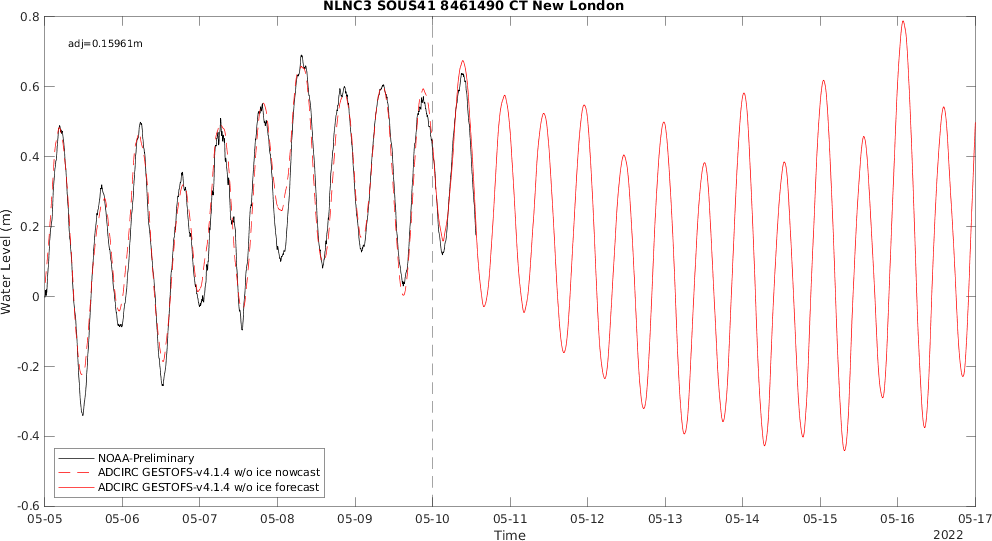 NLNC3 SOUS41 8461490 CT New London
adj=0.15961m
0.8
0.6
0.4
0.2
0
-0.2
-0.4
-0.6
Water Level (m)
NOAA-Preliminary
ADCIRC GESTOFS-v4.1.4 w/o ice nowcast
ADCIRC GESTOFS-v4.1.4 w/o ice forecast
05-05 05-06 05-07 05-08 05-09 05-10 05-11 05-12 05-13 05-14 05-15 05-16 05-17
Time
2022